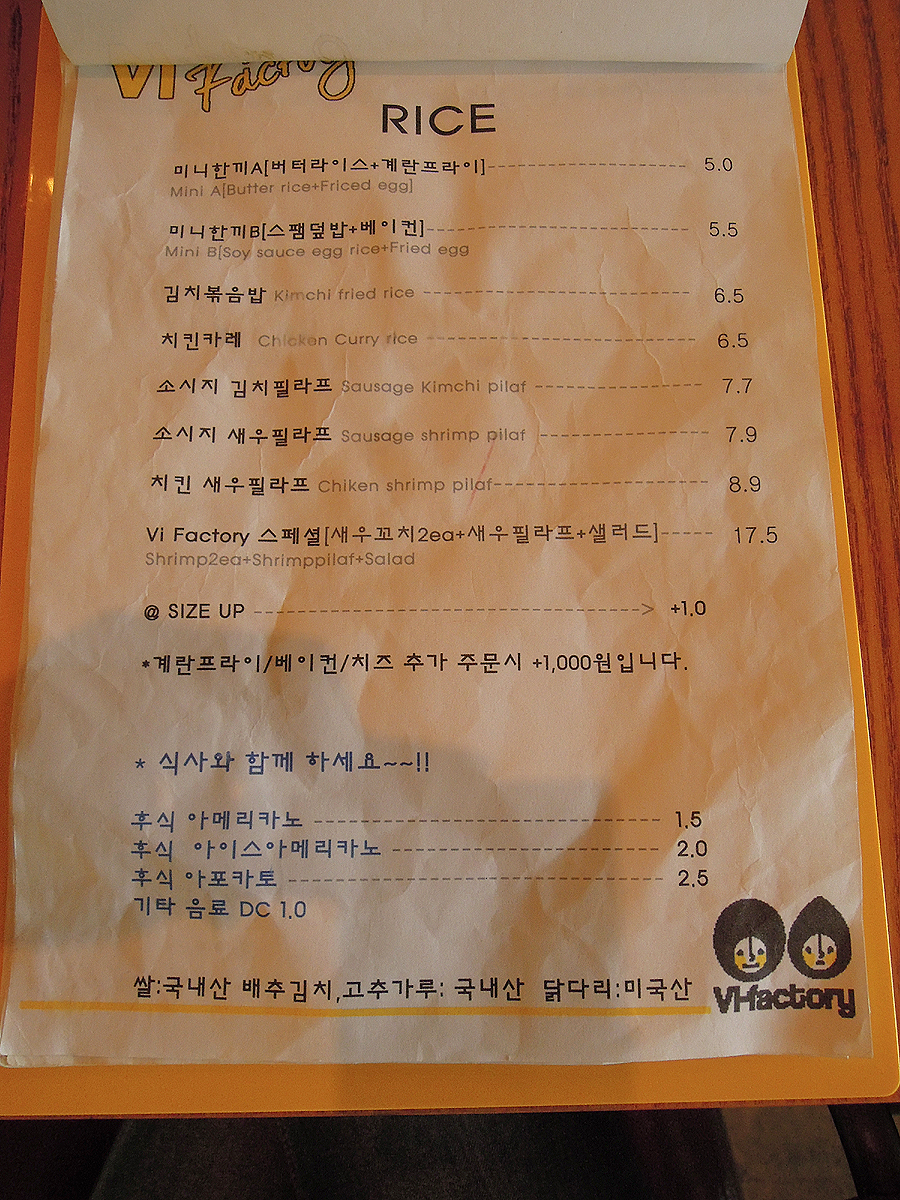 Vi Factory
RICE
미니한끼A[버터라이스+계란프라이] 5.0
Mini A[Butter rice+Friced egg]
미니한끼B[스팸덮밥+베이컨] 5.5
Mini B[Soy sauce egg rice+Fried egg
김치볶음밥 Kimchi fried rice 6.5
치킨카레 Chicken Curry rice 6.5
소시지 김치필라프 Sausage Kimchi pilaf 7.7
소시지 새우필라프 Sausage shrimp pilaf 7.9
치킨 새우필라프 Chiken shrimp pilaf 8.9
Vi Factory 스페셜[새우꼬치2ea+새우필라프+샐러드] 17.5
Shrimp2ea+Shrimppilaf+Salad
@ SIZE UP ----> +1.0
*계란프라이/베이컨/치즈 추가 주문시 +1,000원입니다.
* 식사와 함께 하세요~~!!
후식 아메리카노 1.5
후식 아이스아메리카노 2.0
후식 아포카토 2.5
기타 음료 DC 1.0
쌀:국내산 배추김치,고추가루: 국내산 닭다리:미국산
Vi-factory